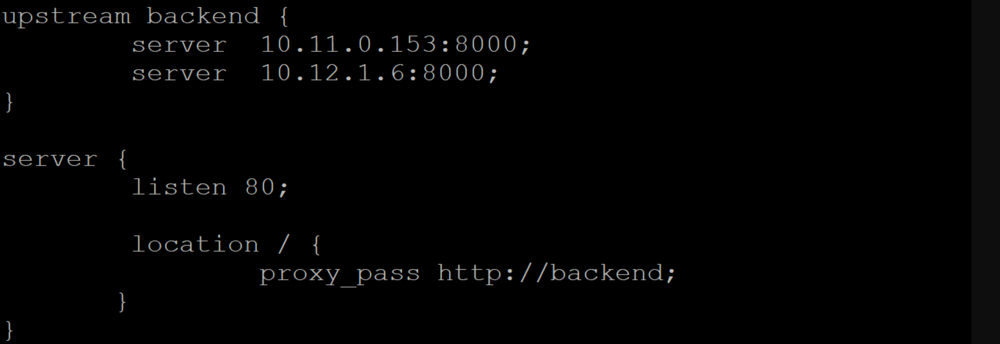 upstream backend {
        server  10.11.0.153:8000;
        server  10.12.1.6:8000;
}

server {
        listen 80;

        location / {
                proxy_pass http://backend;
       }
}